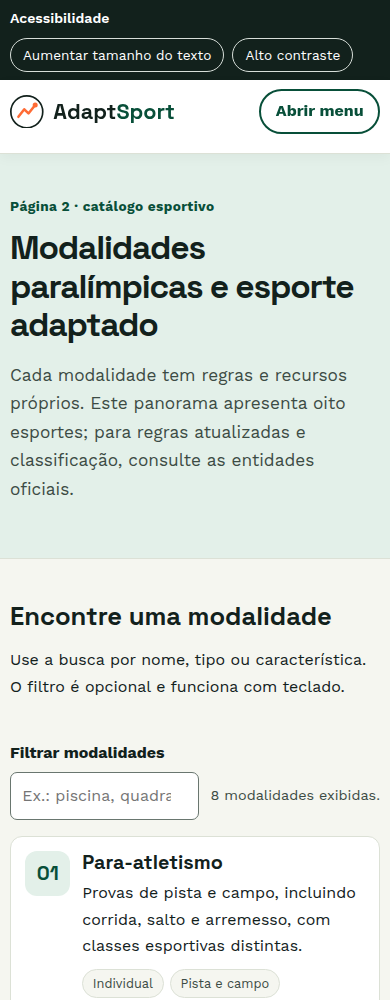 Acessibilidade
Aumentar tamanho do texto
Alto contraste
AdaptSport
Abrir menu
Página 2 · catálogo esportivo
Modalidades
paralímpicas e esporte
adaptado
Cada modalidade tem regras e recursos
próprios. Este panorama apresenta oito
esportes; para regras atualizadas e
classificação, consulte as entidades
oficiais.
Encontre uma modalidade
Use a busca por nome, tipo ou característica.
O filtro é opcional e funciona com teclado.
Filtrar modalidades
Ex.: piscina, quadra
8 modalidades exibidas.
01
Para-atletismo
Provas de pista e campo, incluindo
corrida, salto e arremesso, com
classes esportivas distintas.
Individual
Pista e campo